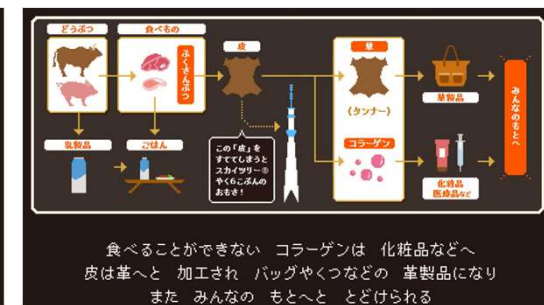 どうぶつ
食べもの
ふくさんぶつ
皮
革
(タンナー)
革製品
みんなのもとへ
乳製品
ごはん
この「皮」を
すててしまうと
スカイツリー®
やく6こぶんの
おもさ!
コラーゲン
化粧品
医療品など
食べることができない コラーゲンは 化粧品などへ
皮は革へと 加工され バッグやくつなどの 革製品になり
また みんなの もとへと とどけられる